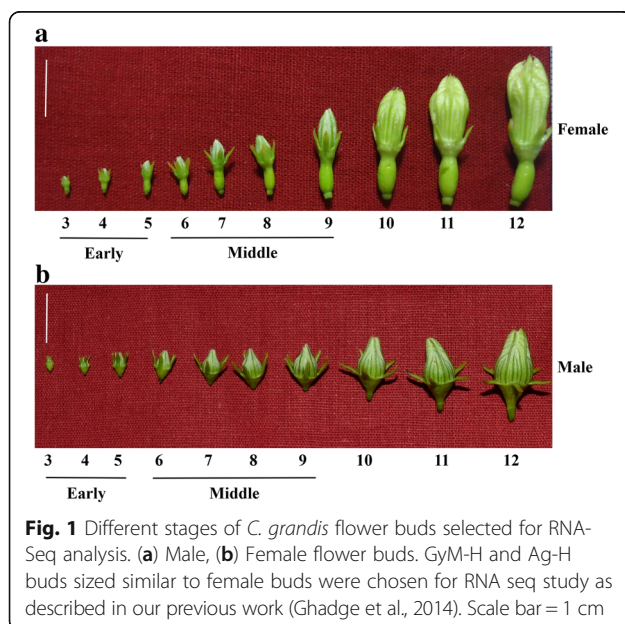 a
Female
3 4 5 6 7 8 9 10 11 12
Early Middle
b
Male
3 4 5 6 7 8 9 10 11 12
Early Middle
Fig. 1 Different stages of C. grandis flower buds selected for RNA-
Seq analysis. (a) Male, (b) Female flower buds. GyM-H and Ag-H
buds sized similar to female buds were chosen for RNA seq study as
described in our previous work (Ghadge et al., 2014). Scale bar = 1 cm